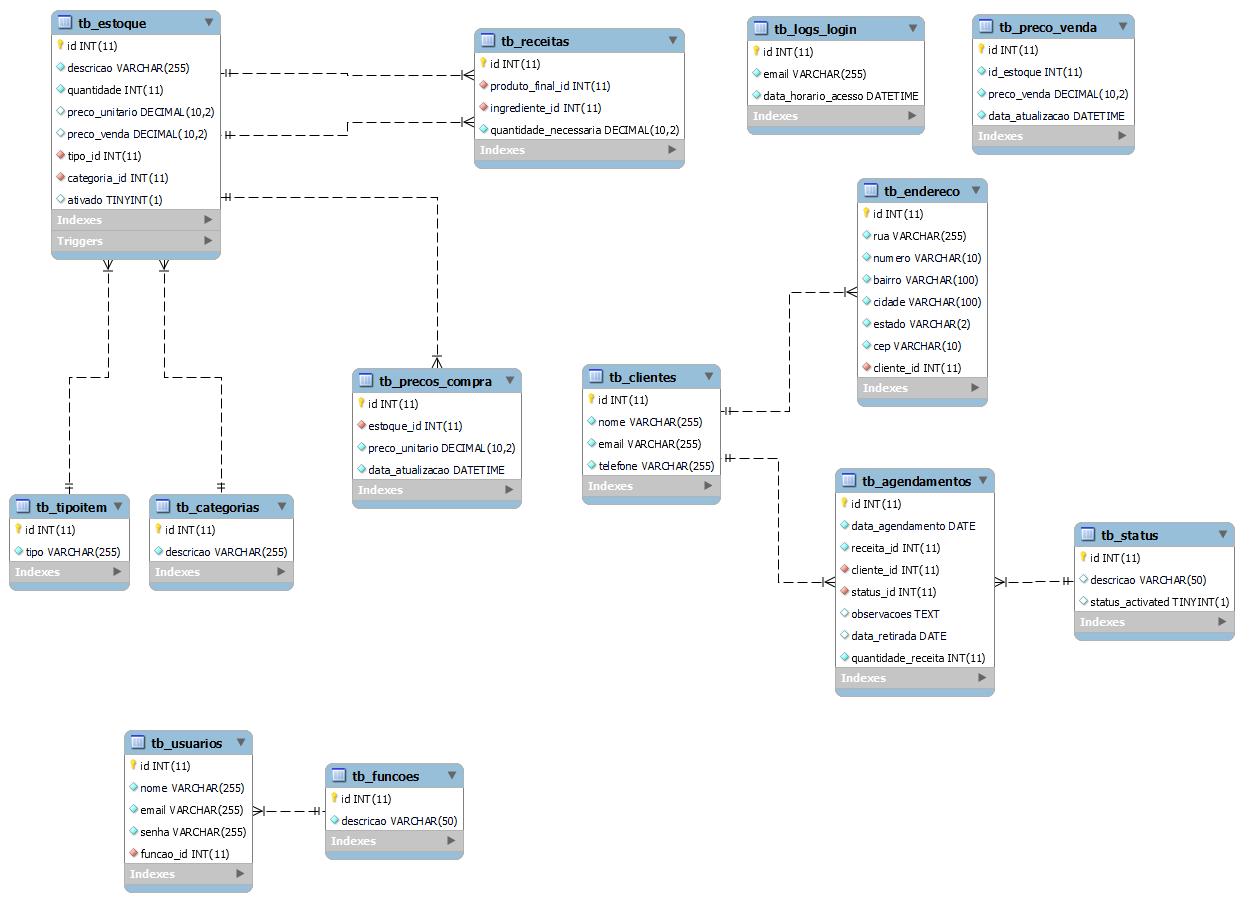 tb_estoque
id INT(11)
descricao VARCHAR(255)
quantidade INT(11)
preco_unitario DECIMAL(10,2)
preco_venda DECIMAL(10,2)
tipo_id INT(11)
categoria_id INT(11)
ativado TINYINT(1)
Indexes
Triggers
tb_receitas
id INT(11)
produto_final_id INT(11)
ingrediente_id INT(11)
quantidade_necessaria DECIMAL(10,2)
Indexes
tb_logs_login
id INT(11)
email VARCHAR(255)
data_horario_acesso DATETIME
Indexes
tb_preco_venda
id INT(11)
id_estoque INT(11)
preco_venda DECIMAL(10,2)
data_atualizacao DATETIME
Indexes
tb_endereco
id INT(11)
rua VARCHAR(255)
numero VARCHAR(10)
bairro VARCHAR(100)
cidade VARCHAR(100)
estado VARCHAR(2)
cep VARCHAR(10)
cliente_id INT(11)
Indexes
tb_precos_compra
id INT(11)
estoque_id INT(11)
preco_unitario DECIMAL(10,2)
data_atualizacao DATETIME
Indexes
tb_clientes
id INT(11)
nome VARCHAR(255)
email VARCHAR(255)
telefone VARCHAR(255)
Indexes
tb_tipoitem
id INT(11)
tipo VARCHAR(255)
Indexes
tb_categorias
id INT(11)
descricao VARCHAR(255)
Indexes
tb_agendamentos
id INT(11)
data_agendamento DATE
receita_id INT(11)
cliente_id INT(11)
status_id INT(11)
observacoes TEXT
data_retirada DATE
quantidade_receita INT(11)
Indexes
tb_status
id INT(11)
descricao VARCHAR(50)
status_activated TINYINT(1)
Indexes
tb_usuarios
id INT(11)
nome VARCHAR(255)
email VARCHAR(255)
senha VARCHAR(255)
funcao_id INT(11)
Indexes
tb_funcoes
id INT(11)
descricao VARCHAR(50)
Indexes